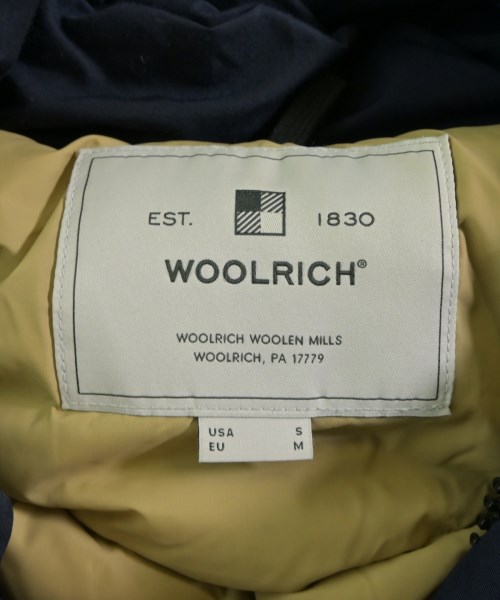 EST. 1830
WOOLRICH®
WOOLRICH WOOLEN MILLS
WOOLRICH, PA 17779
USA S
EU M